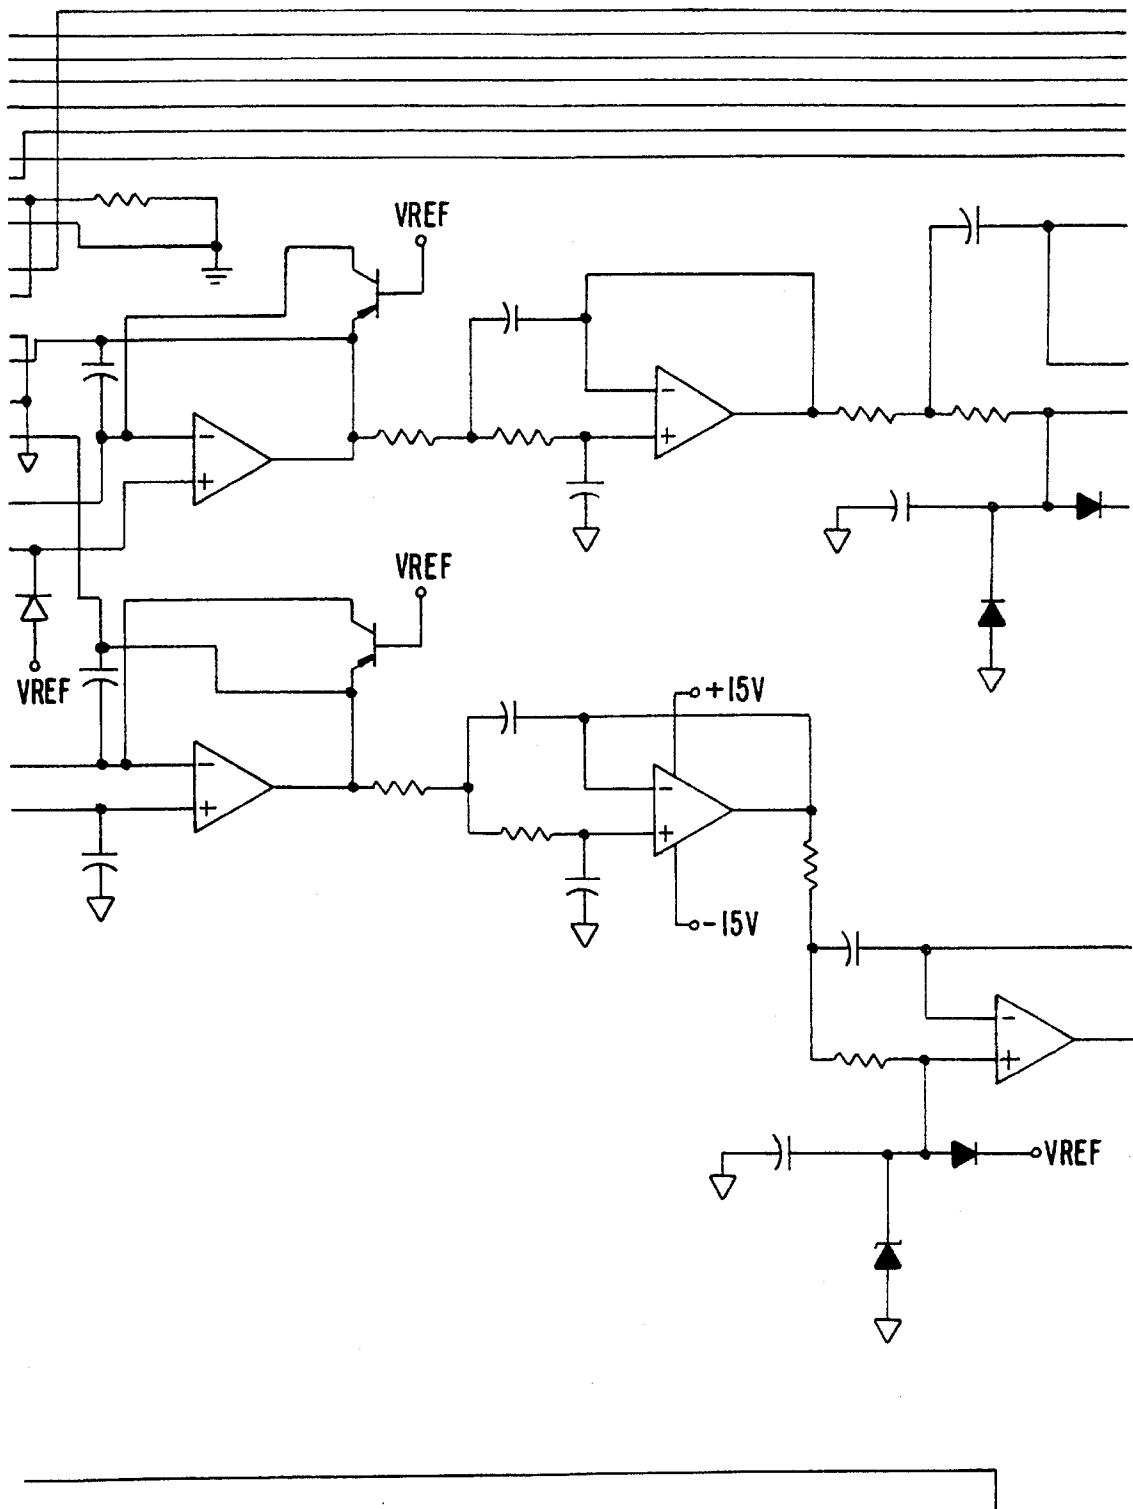 VREF
-
+
-
+
VREF
VREF
+15V
-
+
-
+
-15V
-
+
VREF